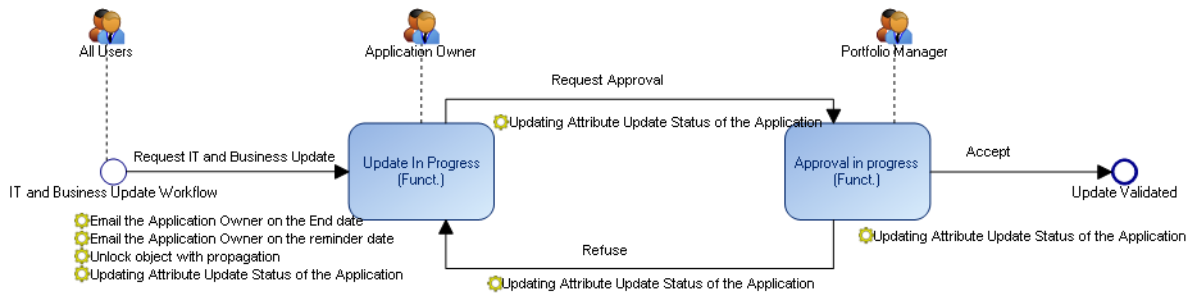 All Users
Application Owner
Portfolio Manager
Request Approval
Updating Attribute Update Status of the Application
Request IT and Business Update
Update In Progress
(Funct.)
Approval in progress
(Funct.)
Accept
IT and Business Update Workflow
Update Validated
Email the Application Owner on the End date
Email the Application Owner on the reminder date
Unlock object with propagation
Updating Attribute Update Status of the Application
Refuse
Updating Attribute Update Status of the Application
Updating Attribute Update Status of the Application